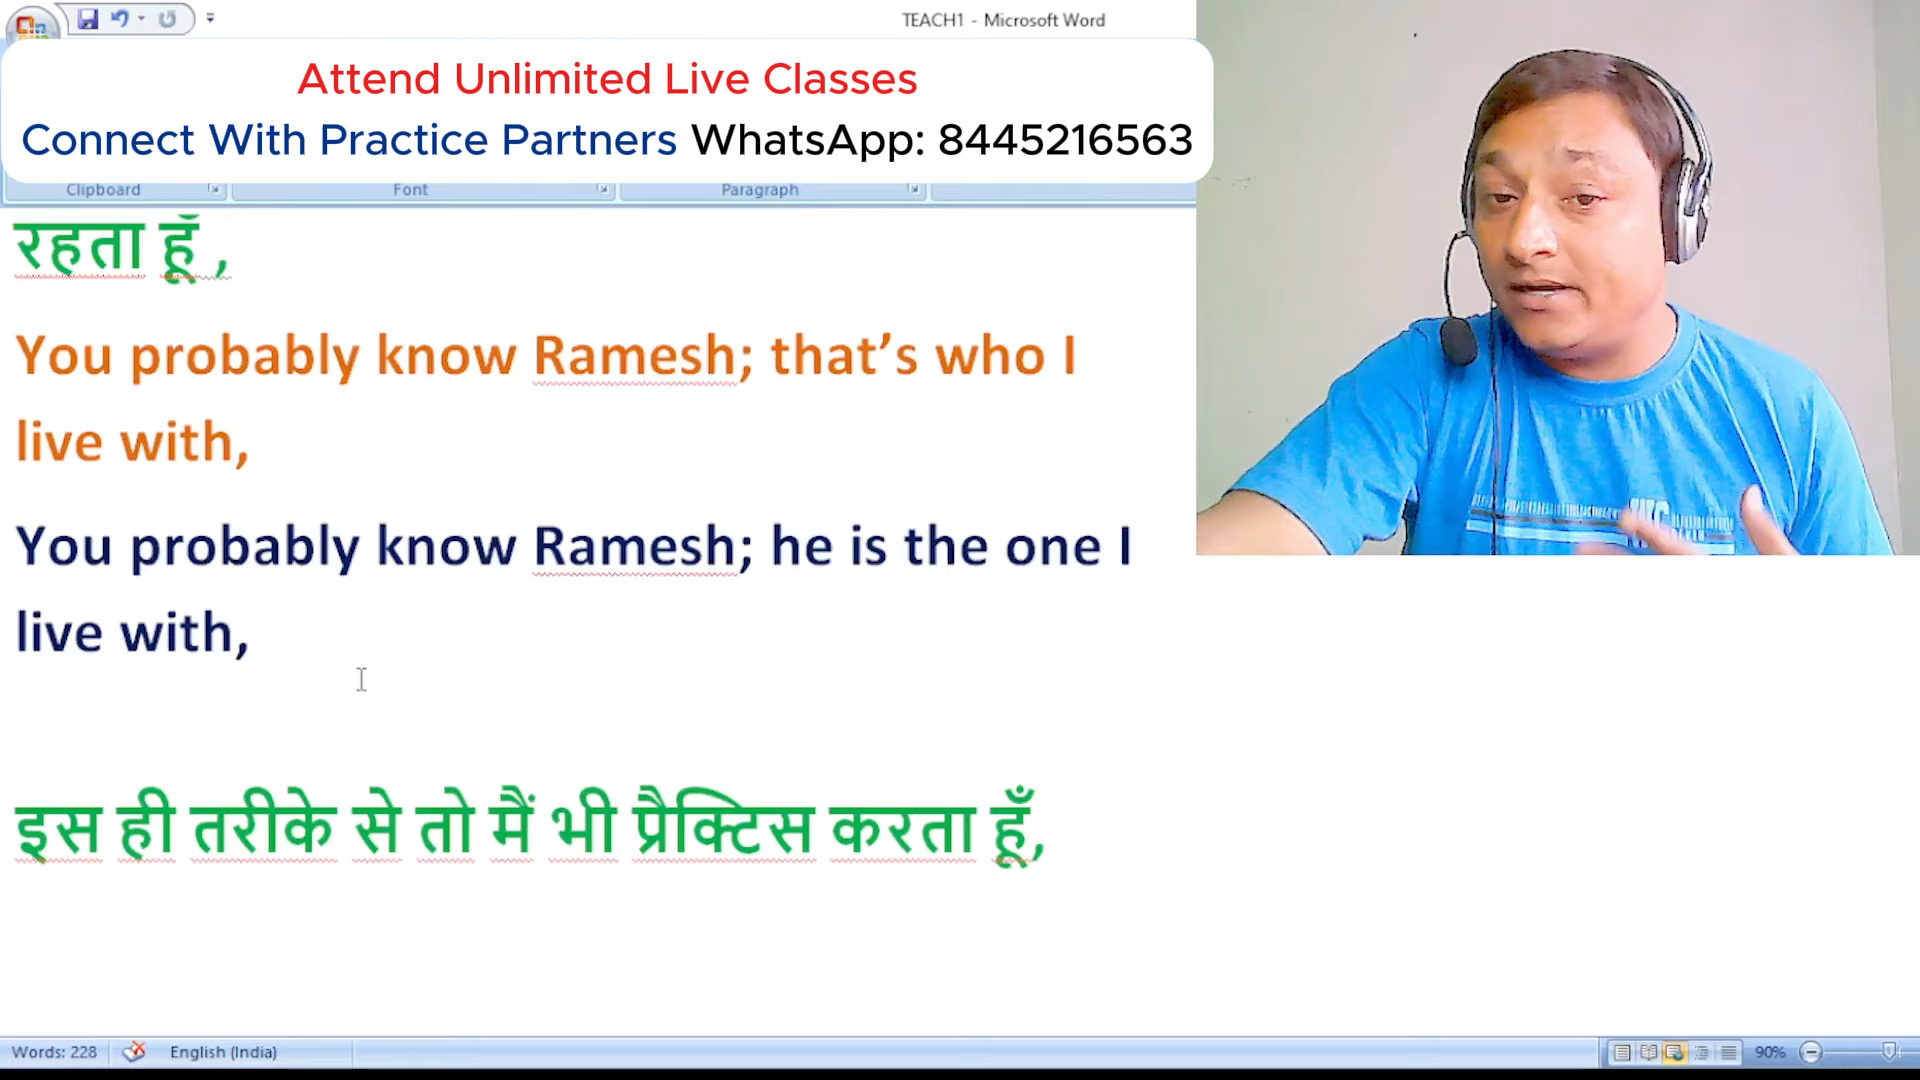 TEACH1 - Microsoft Word
Attend Unlimited Live Classes
Connect With Practice Partners WhatsApp: 8445216563
Clipboard Font Paragraph
रहता हूँ ,
You probably know Ramesh; that’s who I
live with,
You probably know Ramesh; he is the one I
live with,
इस ही तरीके से तो मैं भी प्रैक्टिस करता हूँ,
Words: 228 English (India) 90%